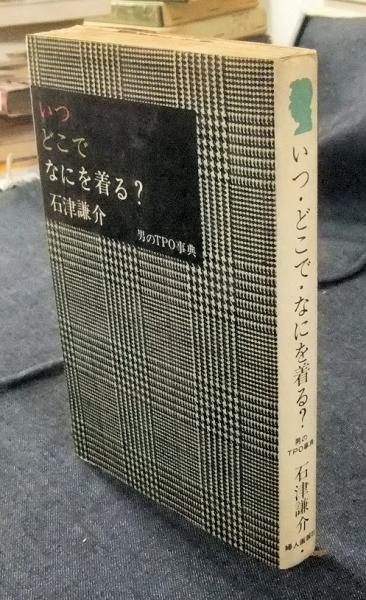 いつ
どこで
なにを着る?
石津謙介
男のTPO事典
いつ・どこで・なにを着る?
男の
TPO事典
石津謙介・
婦人画報社